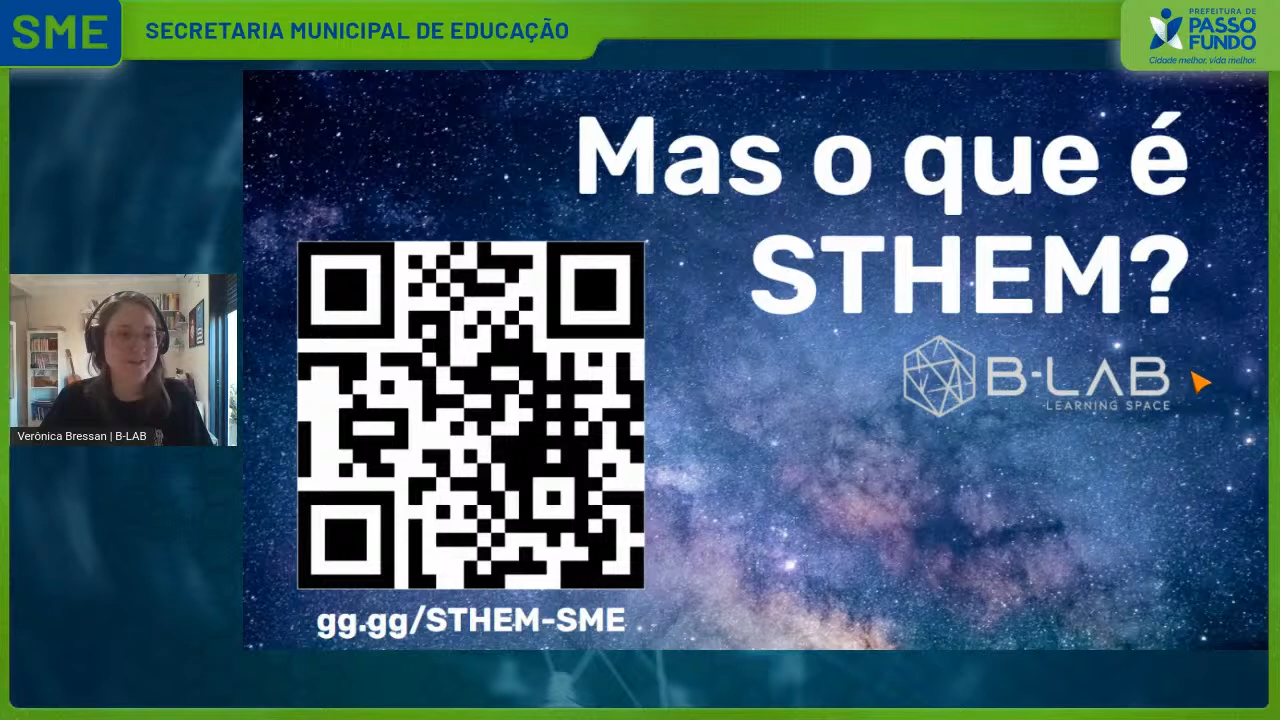 SME
SECRETARIA MUNICIPAL DE EDUCAÇÃO
PREFEITURA DE
PASSO
FUNDO
Cidade melhor, vida melhor.
Mas o que é
STHEM?
B-LAB
LEARNING SPACE
Verônica Bressan | B-LAB
gg.gg/STHEM-SME